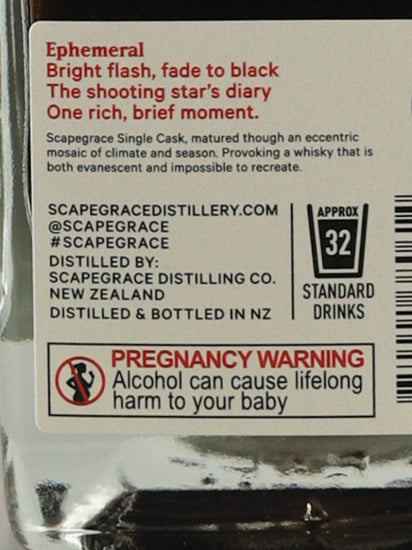 Ephemeral
Bright flash, fade to black
The shooting star's diary
One rich, brief moment.
Scapegrace Single Cask, matured though an eccentric
mosaic of climate and season. Provoking a whisky that is
both evanescent and impossible to recreate.
SCAPEGRACEDISTILLERY.COM
@SCAPEGRACE
#SCAPEGRACE
DISTILLED BY:
SCAPEGRACE DISTILLING CO.
NEW ZEALAND
DISTILLED & BOTTLED IN NZ
APPROX
32
STANDARD
DRINKS
PREGNANCY WARNING
Alcohol can cause lifelong
harm to your baby